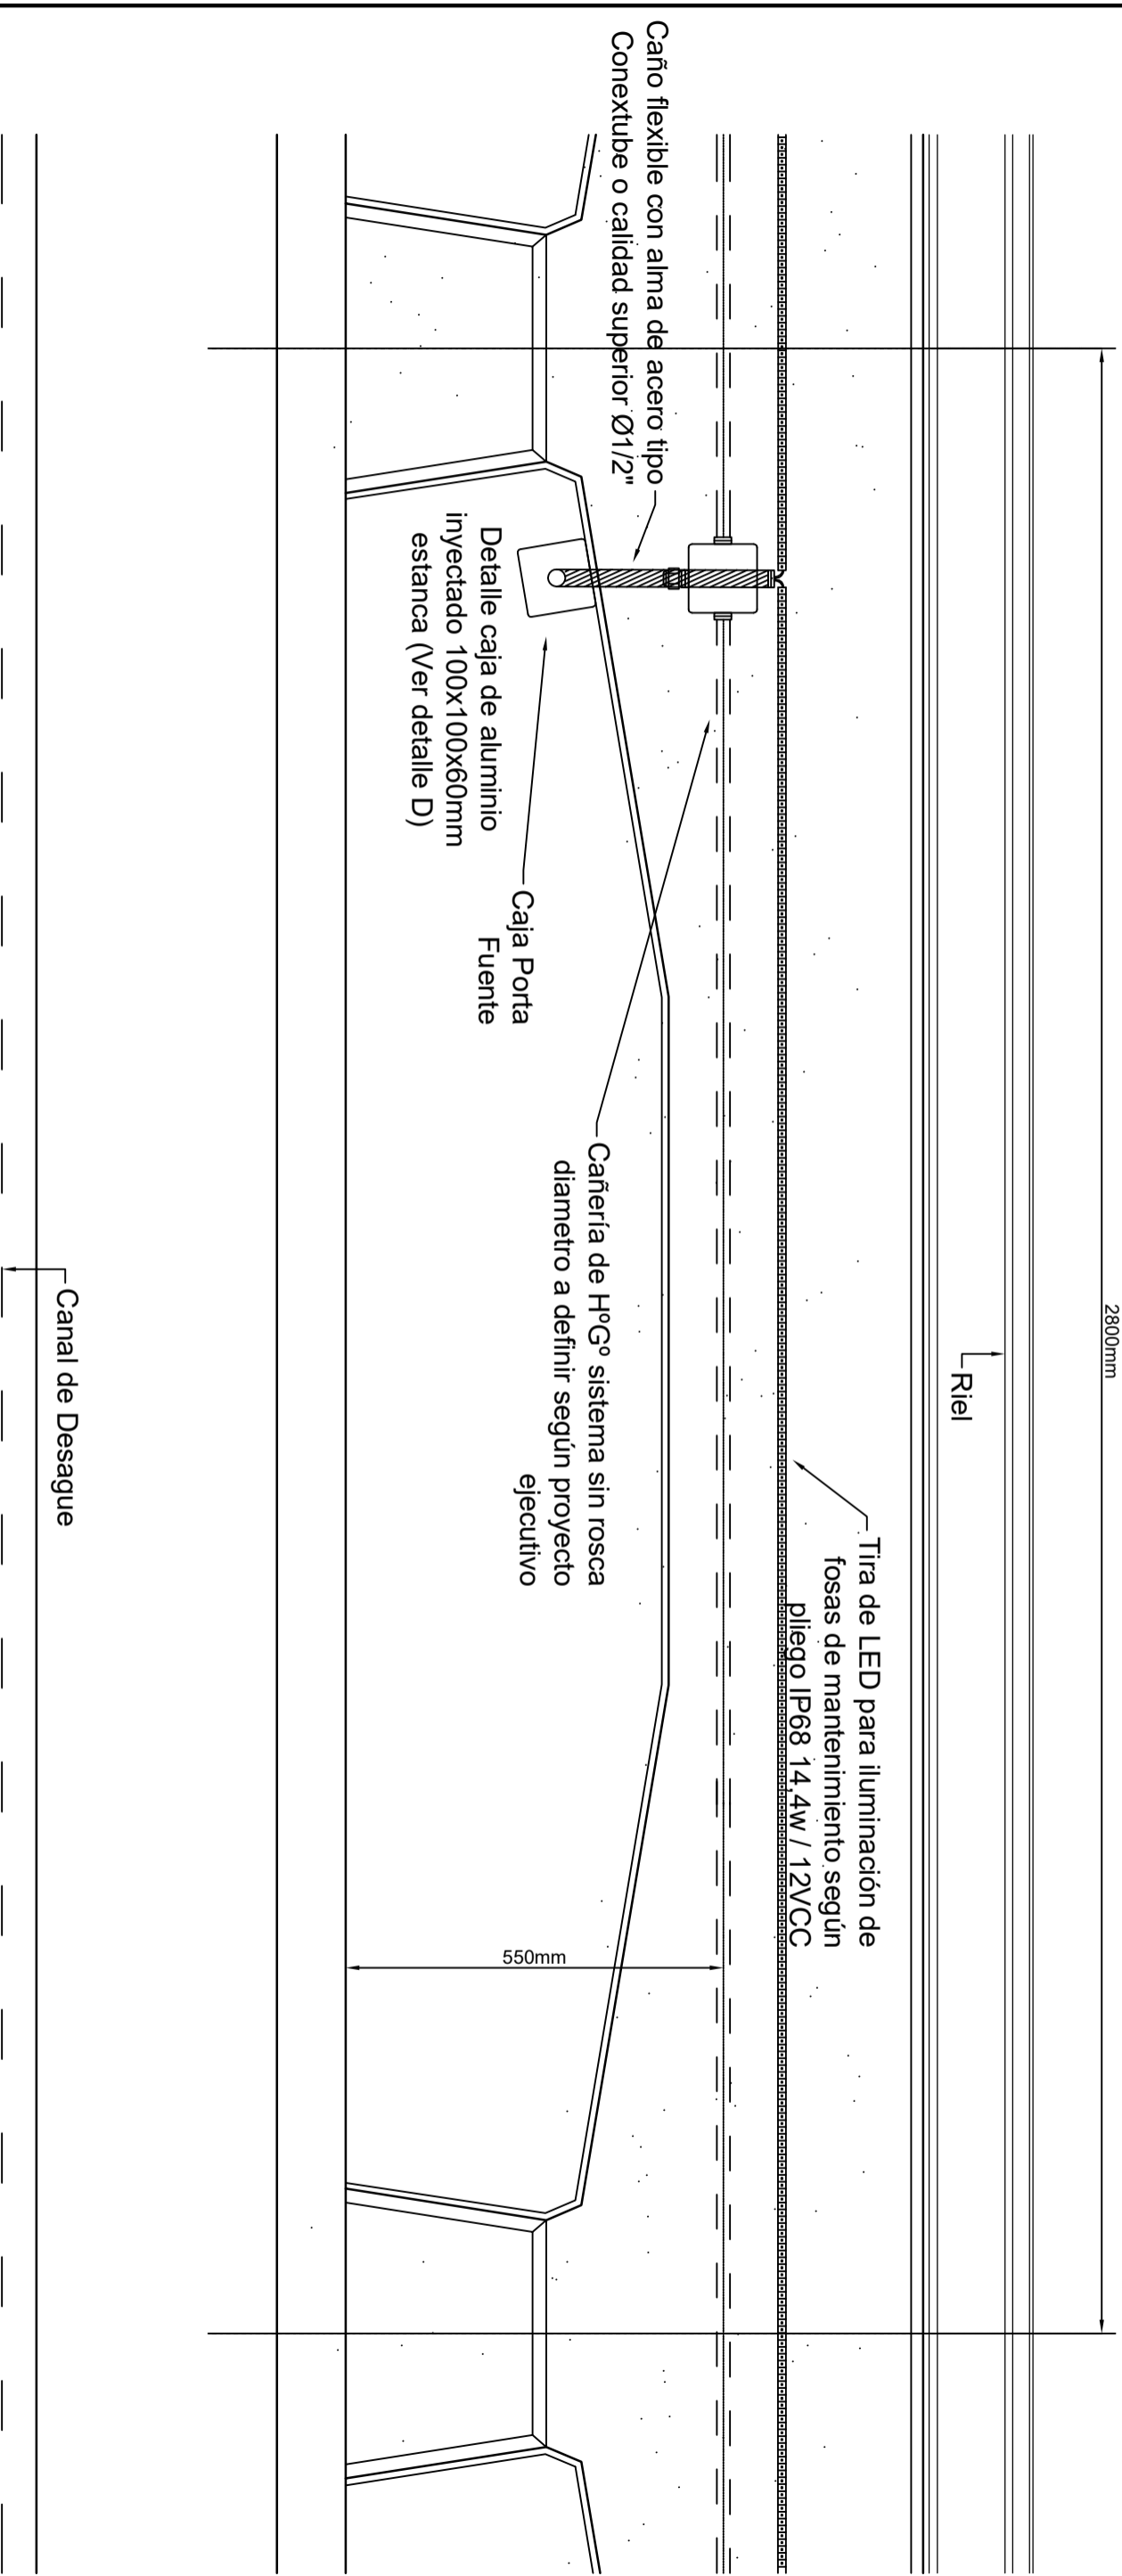 2800mm
Riel
Tira de LED para iluminación de
fosas de mantenimiento según
pliego IP68 14,4w / 12VCC
Caño flexible con alma de acero tipo
Conextube o calidad superior Ø1/2"
Cañería de HºGº sistema sin rosca
diametro a definir según proyecto
ejecutivo
550mm
Caja Porta
Fuente
Detalle caja de aluminio
inyectado 100x100x60mm
estanca (Ver detalle D)
Canal de Desague